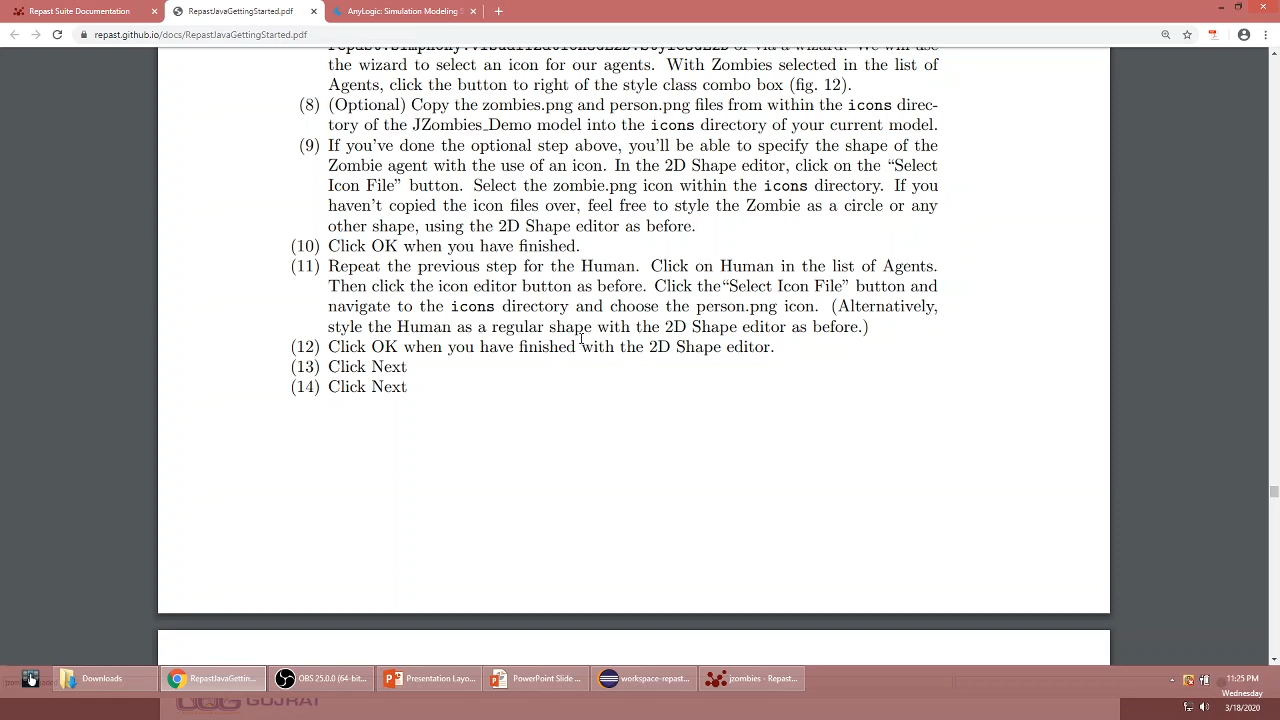 Repast Suite Documentation
RepastJavaGettingStarted.pdf
AnyLogic: Simulation Modeling S
repast.github.io/docs/RepastJavaGettingStarted.pdf
repast.simphony.visualizationOGL2D.StyleOGL2D or via a wizard. We will use
the wizard to select an icon for our agents. With Zombies selected in the list of
Agents, click the button to right of the style class combo box (fig. 12).
(8) (Optional) Copy the zombies.png and person.png files from within the icons direc-
tory of the JZombies_Demo model into the icons directory of your current model.
(9) If you've done the optional step above, you'll be able to specify the shape of the
Zombie agent with the use of an icon. In the 2D Shape editor, click on the “Select
Icon File” button. Select the zombie.png icon within the icons directory. If you
haven't copied the icon files over, feel free to style the Zombie as a circle or any
other shape, using the 2D Shape editor as before.
(10) Click OK when you have finished.
(11) Repeat the previous step for the Human. Click on Human in the list of Agents.
Then click the icon editor button as before. Click the“Select Icon File” button and
navigate to the icons directory and choose the person.png icon. (Alternatively,
style the Human as a regular shape with the 2D Shape editor as before.)
(12) Click OK when you have finished with the 2D Shape editor.
(13) Click Next
(14) Click Next
Downloads
RepastJavaGettin...
OBS 25.0.0 (64-bit...
Presentation Layo...
PowerPoint Slide ...
workspace-repast...
jzombies - Repast...
11:25 PM
Wednesday
3/18/2020
GUJRAT